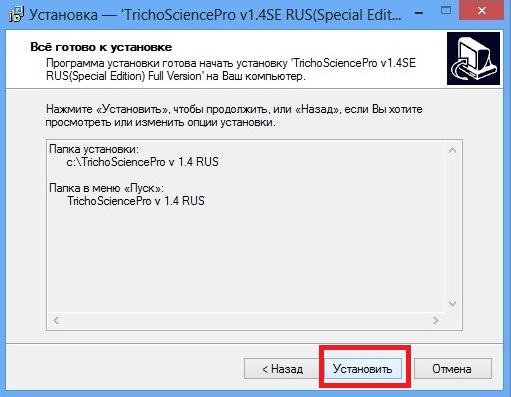 Установка — 'TrichoSciencePro v1.4SE RUS(Special Edit...
Всё готово к установке
Программа установки готова начать установку 'TrichoSciencePro v1.4SE
RUS(Special Edition) Full Version' на Ваш компьютер.
Нажмите «Установить», чтобы продолжить, или «Назад», если Вы хотите
просмотреть или изменить опции установки.
Папка установки:
c:\TrichoSciencePro v 1.4 RUS
Папка в меню «Пуск»:
TrichoSciencePro v 1.4 RUS
< Назад Установить Отмена